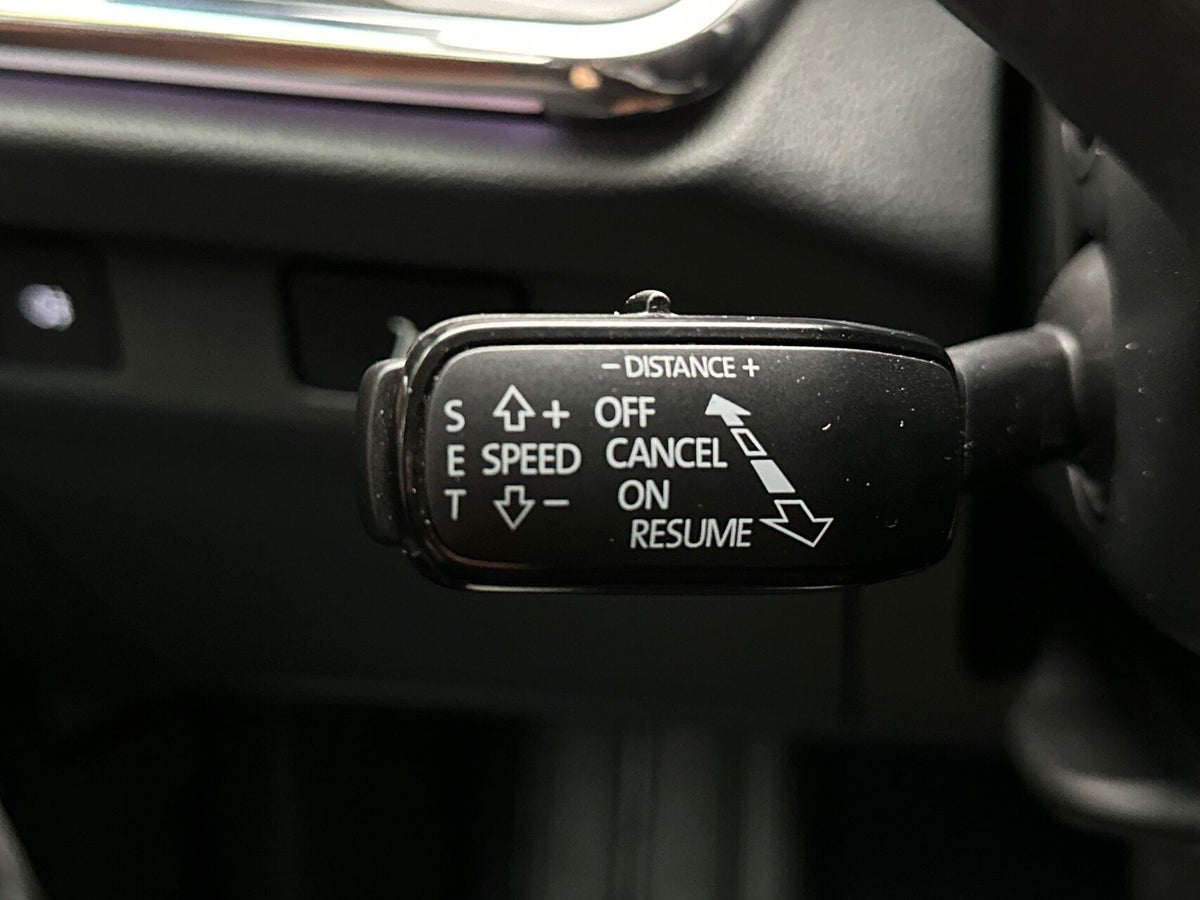 − DISTANCE +
S + OFF
E SPEED CANCEL
T − ON
RESUME